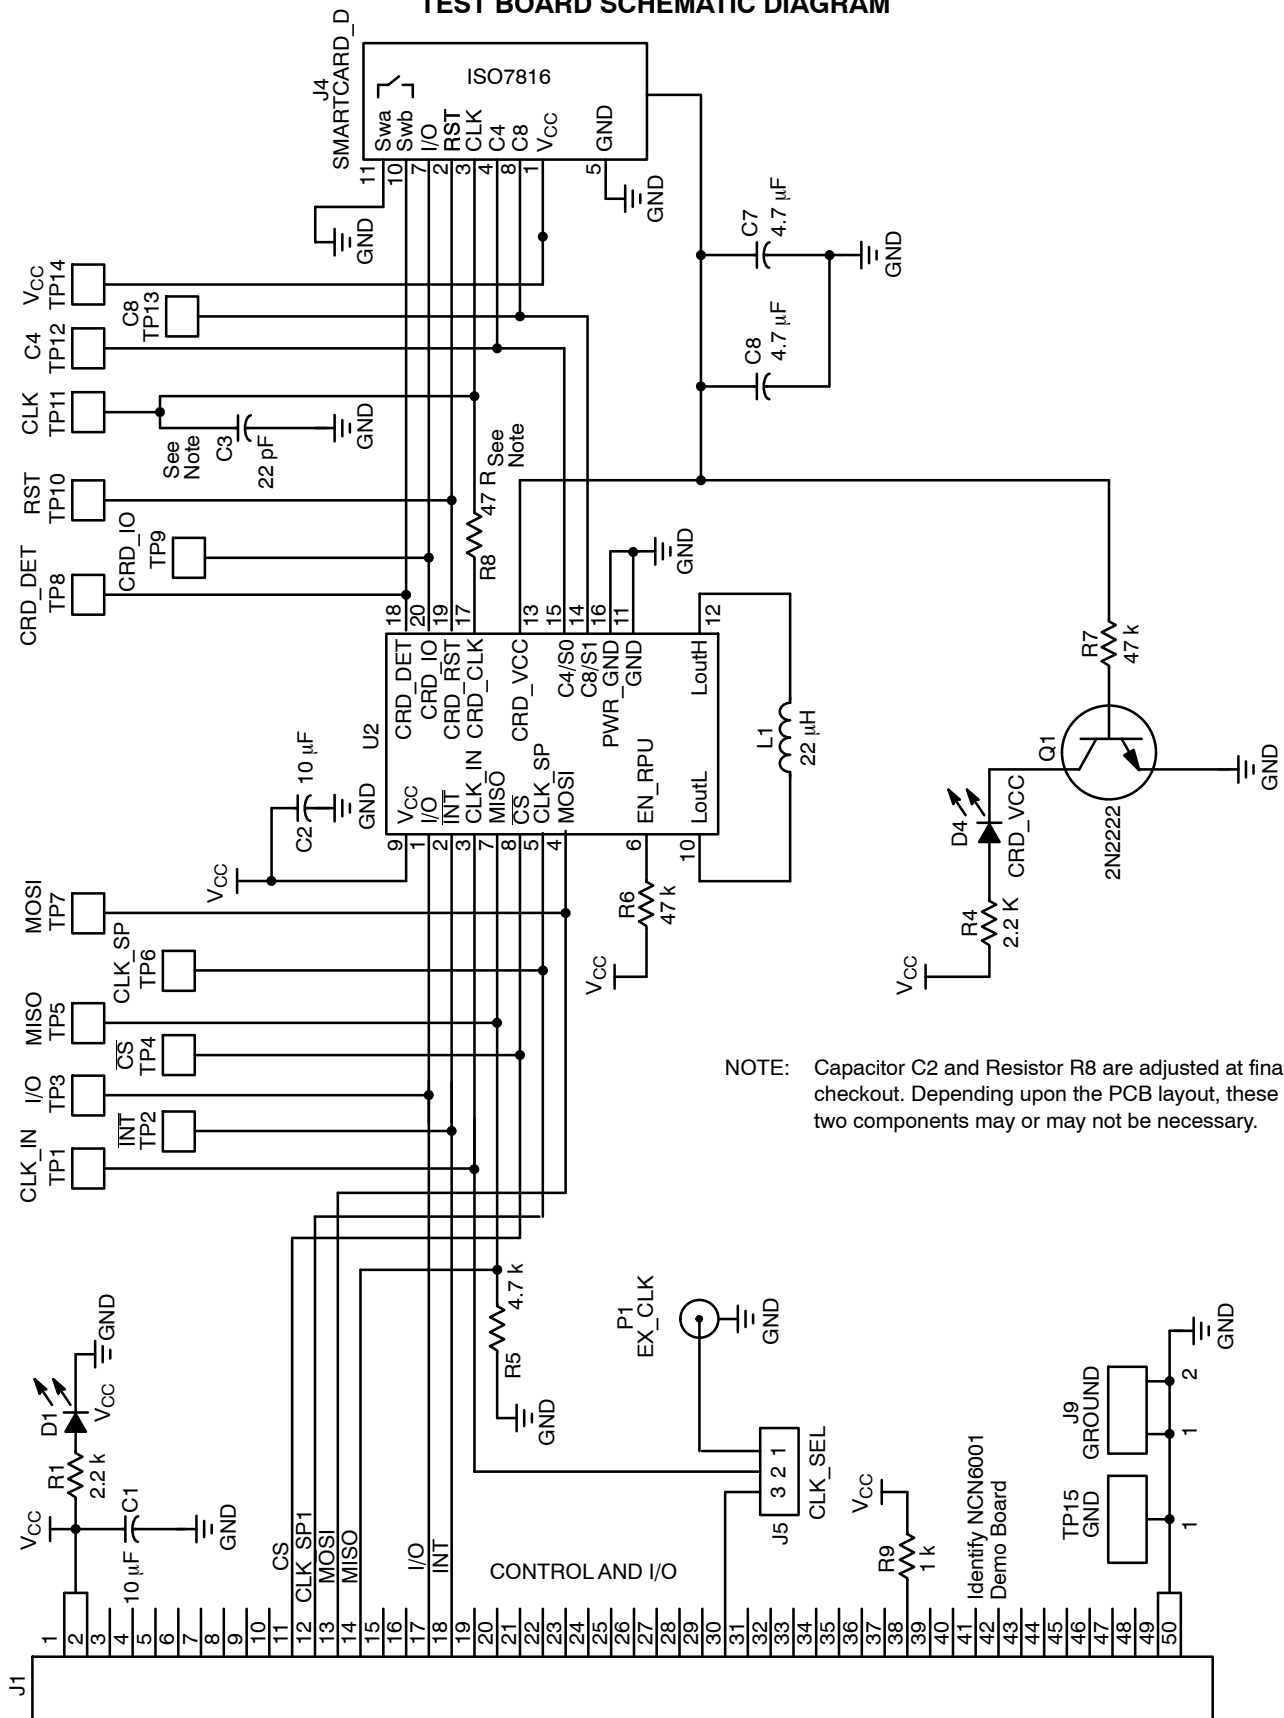 TEST BOARD SCHEMATIC DIAGRAM
J4
SMARTCARD_D
ISO7816
Swa
Swb
I/O
RST
CLK
C4
C8
VCC
GND
11
10
7
2
3
4
8
1
5
GND
GND
C7
4.7 µF
C8
4.7 µF
GND
VCC
TP14
C8
TP13
C4
TP12
CLK
TP11
See
Note
C3
22 pF
GND
RST
TP10
CRD_IO
TP9
CRD_DET
TP8
R8
47 R
See
Note
18
20
19
17
13
15
14
16
11
12
GND
U2
CRD_DET
CRD_IO
CRD_RST
CRD_CLK
CRD_VCC
C4/S0
C8/S1
PWR_GND
GND
LoutH
VCC
I/O
INT
CLK_IN
MISO
CS
CLK_SP
MOSI
EN_RPU
LoutL
9
1
2
3
7
8
5
4
6
10
L1
22 µH
C2
10 µF
GND
VCC
R6
47 k
VCC
R7
47 k
Q1
2N2222
GND
D4
CRD_VCC
R4
2.2 K
VCC
MOSI
TP7
CLK_SP
TP6
MISO
TP5
CS
TP4
I/O
TP3
INT
TP2
CLK_IN
TP1
NOTE: Capacitor C2 and Resistor R8 are adjusted at fina
checkout. Depending upon the PCB layout, these
two components may or may not be necessary.
R5
4.7 k
GND
P1
EX_CLK
GND
J5
3 2 1
CLK_SEL
VCC
R1
2.2 k
D1
VCC
GND
C1
10 µF
GND
CS
CLK_SP1
MOSI
MISO
I/O
INT
CONTROL AND I/O
VCC
R9
1 k
Identify NCN6001
Demo Board
TP15
GND
1
J9
GROUND
1
2
GND
J1
1
2
3
4
5
6
7
8
9
10
11
12
13
14
15
16
17
18
19
20
21
22
23
24
25
26
27
28
29
30
31
32
33
34
35
36
37
38
39
40
41
42
43
44
45
46
47
48
49
50